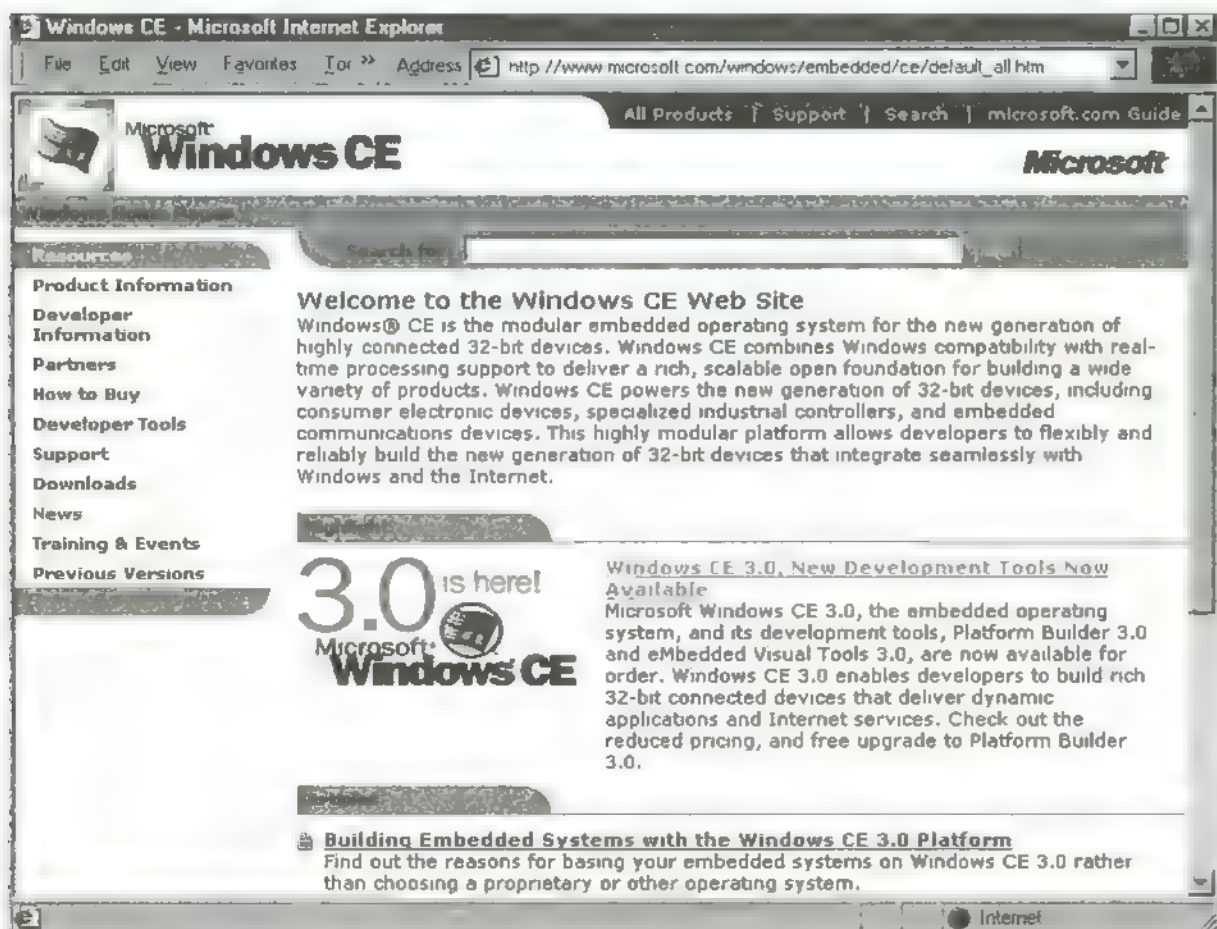 Windows CE - Microsoft Internet Explorer
File Edit View Favorites Tor » Address http //www microsoft com/windows/embedded/ce/default_all htm
All Products | Support | Search | microsoft.com Guide
Microsoft
Windows CE
Microsoft
Resources
Search for
Product Information
Developer
Information
Partners
How to Buy
Developer Tools
Support
Downloads
News
Training & Events
Previous Versions
Welcome to the Windows CE Web Site
Windows® CE is the modular embedded operating system for the new generation of
highly connected 32-bit devices. Windows CE combines Windows compatibility with real-
time processing support to deliver a rich, scalable open foundation for building a wide
variety of products. Windows CE powers the new generation of 32-bit devices, including
consumer electronic devices, specialized industrial controllers, and embedded
communications devices. This highly modular platform allows developers to flexibly and
reliably build the new generation of 32-bit devices that integrate seamlessly with
Windows and the Internet.
3.0 is here!
Microsoft
Windows CE
Windows CE 3.0, New Development Tools Now
Available
Microsoft Windows CE 3.0, the embedded operating
system, and its development tools, Platform Builder 3.0
and eMbedded Visual Tools 3.0, are now available for
order. Windows CE 3.0 enables developers to build rich
32-bit connected devices that deliver dynamic
applications and Internet services. Check out the
reduced pricing, and free upgrade to Platform Builder
3.0.
Building Embedded Systems with the Windows CE 3.0 Platform
Find out the reasons for basing your embedded systems on Windows CE 3.0 rather
than choosing a proprietary or other operating system.
Internet